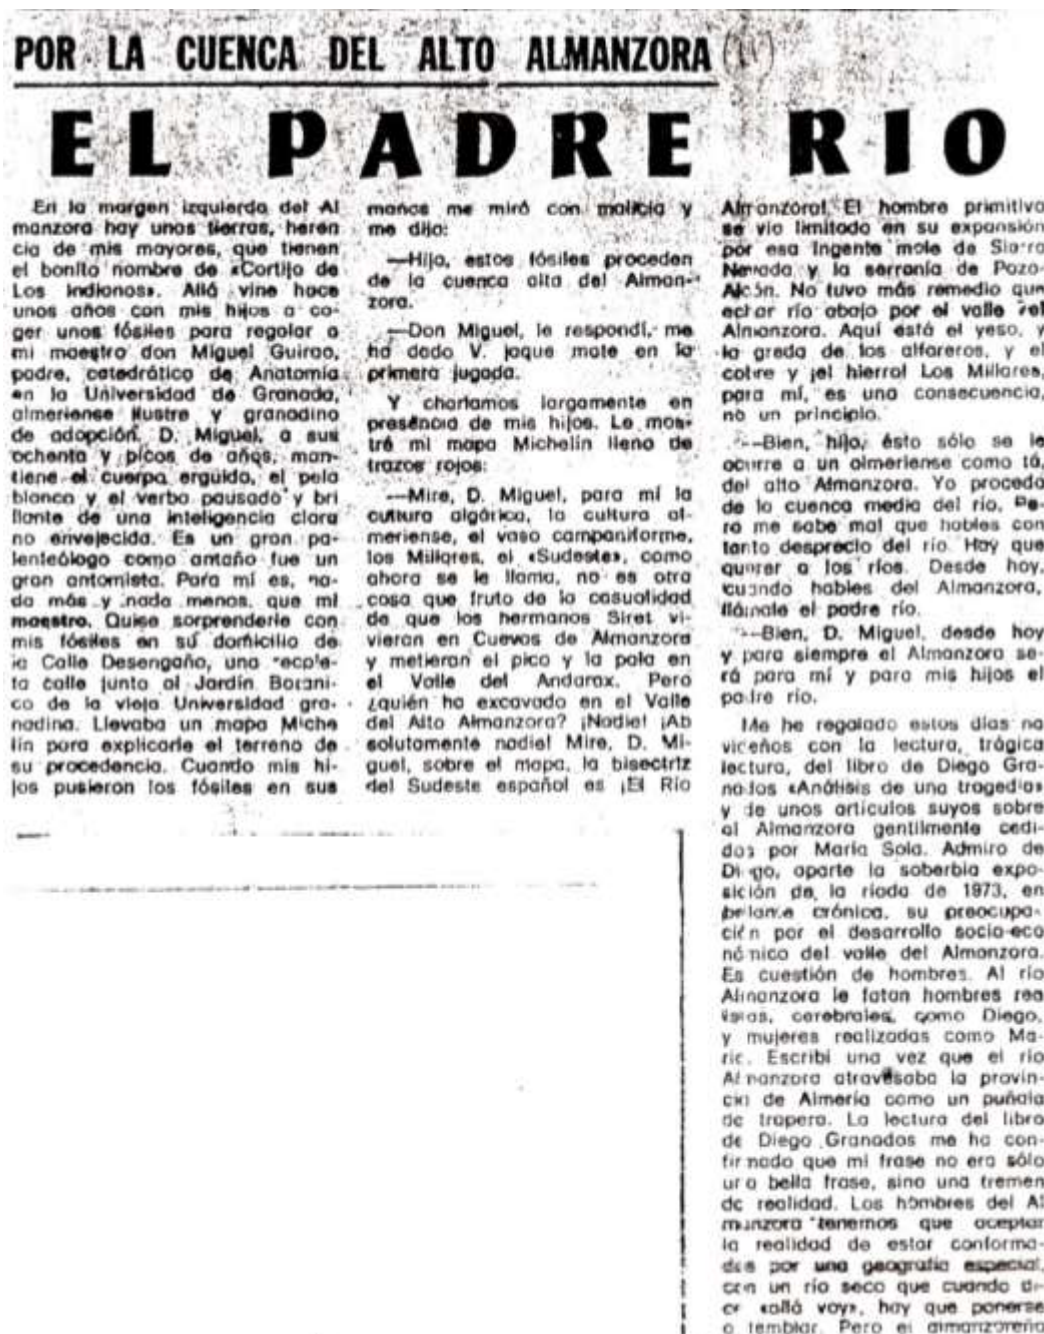 POR LA CUENCA DEL ALTO ALMANZORA
EL PADRE RIO
En la margen izquierda del Al
manzora hay unas tierras, heren
cia de mis mayores, que tienen
el bonito nombre de «Cortijo de
Los Indianos». Allá vine hace
unos años con mis hijos a co-
ger unos fósiles para regalar a
mi maestro don Miguel Guirao,
padre, catedrático de Anatomía
en la Universidad de Granada,
almeriense ilustre y granadino
de adopción. D. Miguel, a sus
ochenta y picos de años, man-
tiene el cuerpo erguido, el pelo
blanco y el verbo pausado y bri
llante de una inteligencia clara
no envejecida. Es un gran pa-
lenteólogo como antaño fue un
gran antomista. Para mí es, na-
da más y nada menos, que mi
maestro. Quise sorprenderle con
mis fósiles en su domicilio de
la Calle Desengaño, una recole-
ta calle junto al Jardín Botani-
co de la vieja Universidad gra-
nadina. Llevaba un mapa Miche
lin para explicarle el terreno de
su procedencia. Cuando mis hi-
jos pusieron los fósiles en sus
manos me miró con malicia y
me dijo:
—Hijo, estos fósiles proceden
de la cuenca alta del Alman-
zora.
—Don Miguel, le respondí, me
ha dado V. jaque mate en la
primera jugada.
Y charlamos largamente en
presencia de mis hijos. Le mos-
tré mi mapa Michelin lleno de
trazos rojos:
—Mire, D. Miguel, para mí la
cultura algárica, la cultura al-
meriense, el vaso campaniforme,
los Millares, el «Sudeste», como
ahora se le llama, no es otra
cosa que fruto de la casualidad
de que los hermanos Siret vi-
vieran en Cuevas de Almanzora
y metieran el pico y la pala en
el Valle del Andarax. Pero
¿quién ha excavado en el Valle
del Alto Almanzora? ¡Nadie! ¡Ab
solutamente nadie! Mire, D. Mi-
guel, sobre el mapa, la bisectriz
del Sudeste español es ¡El Río
Almanzora! El hombre primitivo
se vio limitado en su expansión
por esa ingente mole de Sierra
Nevada y la serranía de Pozo-
Alcón. No tuvo más remedio que
echar río abajo por el valle del
Almanzora. Aquí está el yeso, y
la greda de los alfareros, y el
cobre y ¡el hierro! Los Millares,
para mí, es una consecuencia,
no un principio.
—Bien, hijo, ésto sólo se le
ocurre a un almeriense como tú,
del alto Almanzora. Yo procedo
de la cuenca media del río. Pe-
ro me sabe mal que hables con
tanto desprecio del río. Hay que
querer a los ríos. Desde hoy,
cuando hables del Almanzora,
llámale el padre río.
—Bien, D. Miguel, desde hoy
y para siempre el Almanzora se-
rá para mí y para mis hijos el
padre río.
Me he regalado estos días na
viceños con la lectura, trágica
lectura, del libro de Diego Gra-
nados «Análisis de una tragedia»
y de unos artículos suyos sobre
el Almanzora gentilmente cedi-
dos por María Sola. Admiro de
Diego, aparte la soberbia expo-
sición de la riada de 1973, en
brillante crónica, su preocupa-
ción por el desarrollo socio-eco
nómico del valle del Almanzora.
Es cuestión de hombres. Al río
Almanzora le fatan hombres rea
listas, cerebrales, como Diego,
y mujeres realizadas como Ma-
ría. Escribí una vez que el río
Almanzora atravesaba la provin-
cia de Almería como un puñala
de trapero. La lectura del libro
de Diego Granados me ha con-
firmado que mi frase no era sólo
una bella frase, sino una tremen
da realidad. Los hombres del Al
manzora tenemos que aceptar
la realidad de estar conforma-
dos por una geografía especial,
con un río seco que cuando di-
ce «allá voy», hay que ponerse
a temblar. Pero el almanzoreño